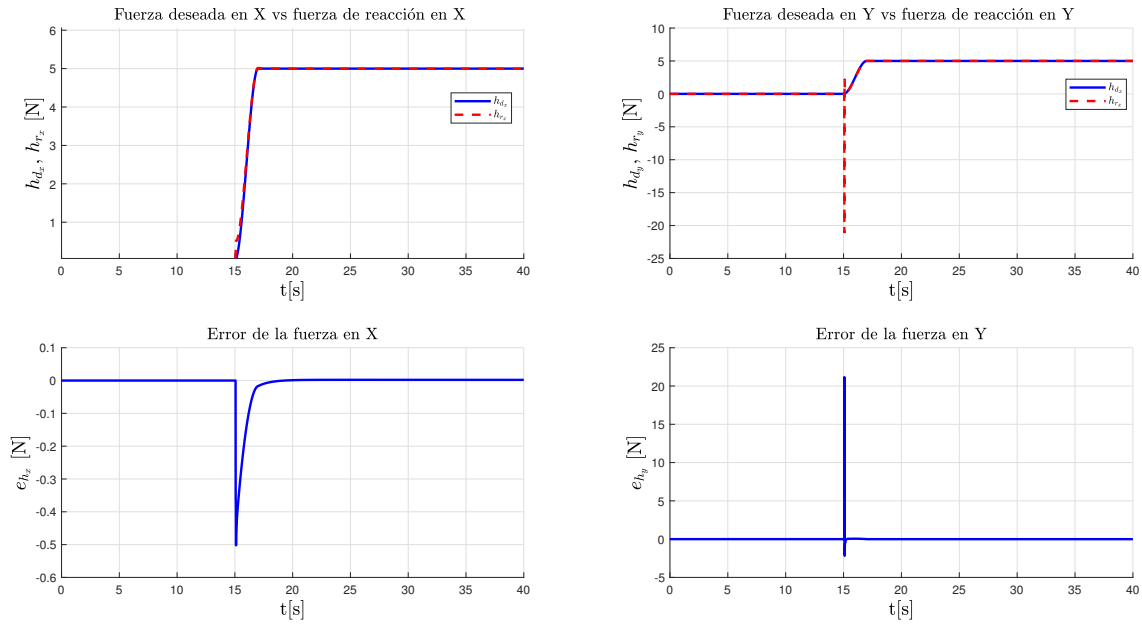 Fuerza deseada en X vs fuerza de reacción en X
6
5
4
3
2
1
h_{d_x}, h_{r_x} [N]
h_{d_x}
h_{r_x}
0 5 10 15 20 25 30 35 40
t[s]
Fuerza deseada en Y vs fuerza de reacción en Y
10
5
0
-5
-10
-15
-20
-25
h_{d_y}, h_{r_y} [N]
h_{d_x}
h_{r_x}
0 5 10 15 20 25 30 35 40
t[s]
Error de la fuerza en X
0.1
0
-0.1
-0.2
-0.3
-0.4
-0.5
-0.6
e_{h_x} [N]
0 5 10 15 20 25 30 35 40
t[s]
Error de la fuerza en Y
25
20
15
10
5
0
-5
e_{h_y} [N]
0 5 10 15 20 25 30 35 40
t[s]